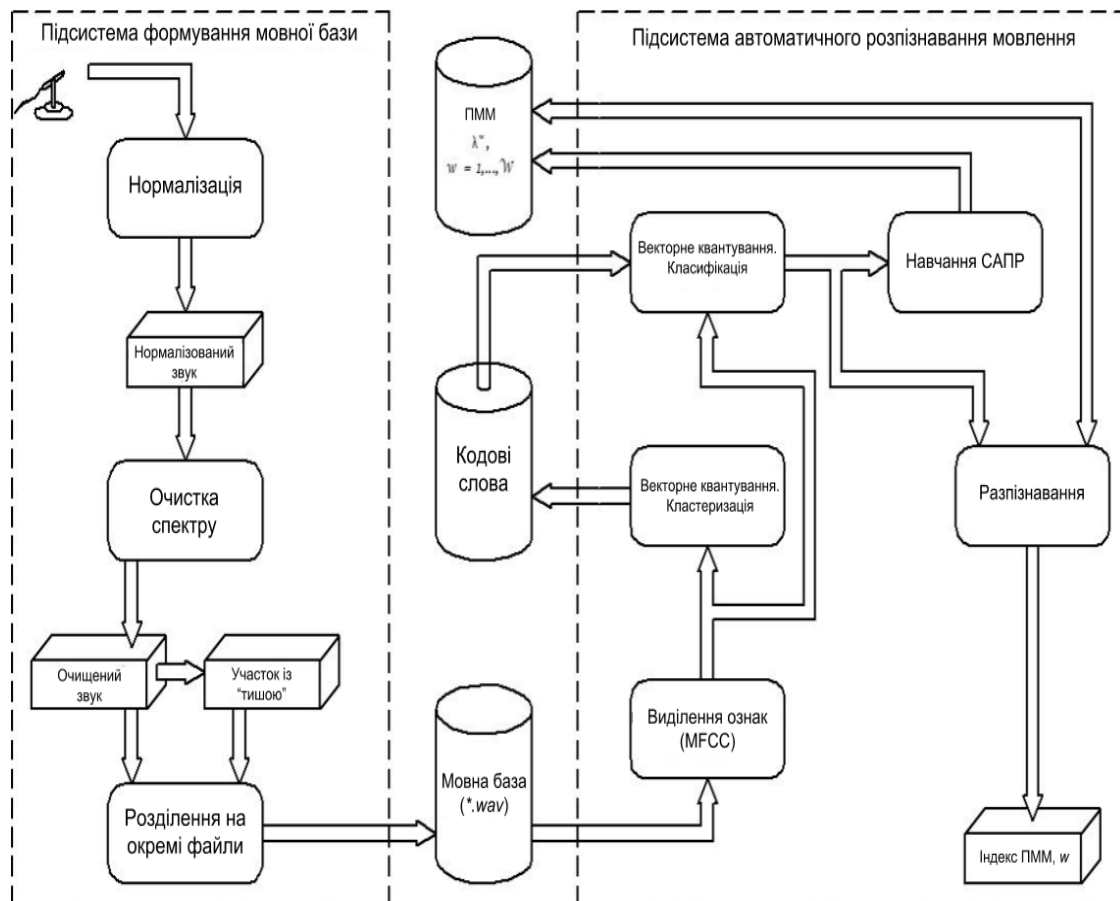 Підсистема формування мовної бази
Нормалізація
Нормалізований
звук
Очистка
спектру
Очищений
звук
Участок із
“тишою”
Розділення на
окремі файли
ПММ
λʷ,
w = 1,..., W
Кодові
слова
Мовна база
(*.wav)
Підсистема автоматичного розпізнавання мовлення
Векторне квантування.
Класифікація
Навчання САПР
Векторне квантування.
Кластеризація
Разпізнавання
Виділення ознак
(MFCC)
Індекс ПММ, w